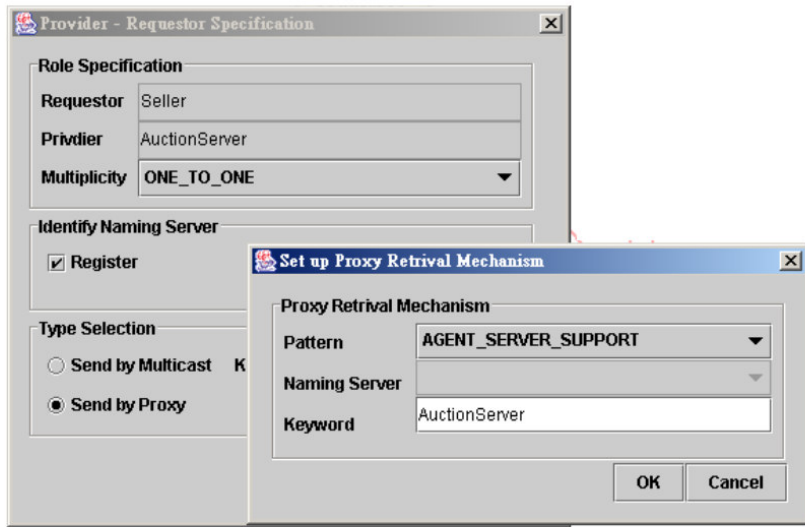 Provider - Requestor Specification
Role Specification
Requestor Seller
Privdier AuctionServer
Multiplicity ONE_TO_ONE
Identify Naming Server
Register
Type Selection
Send by Multicast K
Send by Proxy
Set up Proxy Retrival Mechanism
Proxy Retrival Mechanism
Pattern AGENT_SERVER_SUPPORT
Naming Server
Keyword AuctionServer
OK Cancel